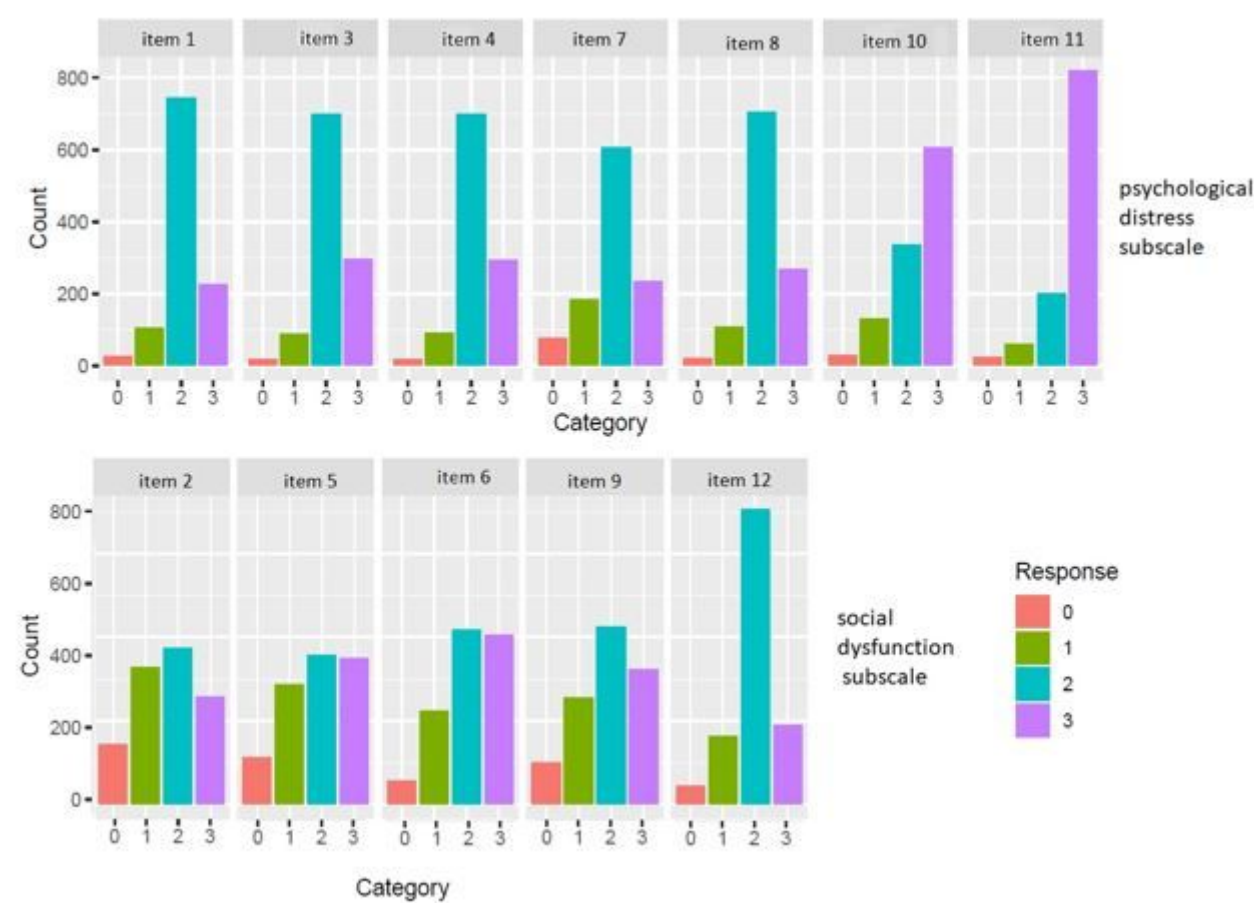 item 1 item 3 item 4 item 7 item 8 item 10 item 11
800
600
400
200
0
Count
0 1 2 3 0 1 2 3 0 1 2 3 0 1 2 3 0 1 2 3 0 1 2 3 0 1 2 3
Category
psychological
distress
subscale
item 2 item 5 item 6 item 9 item 12
800
600
400
200
0
Count
0 1 2 3 0 1 2 3 0 1 2 3 0 1 2 3 0 1 2 3
Category
social
dysfunction
subscale
Response
0
1
2
3